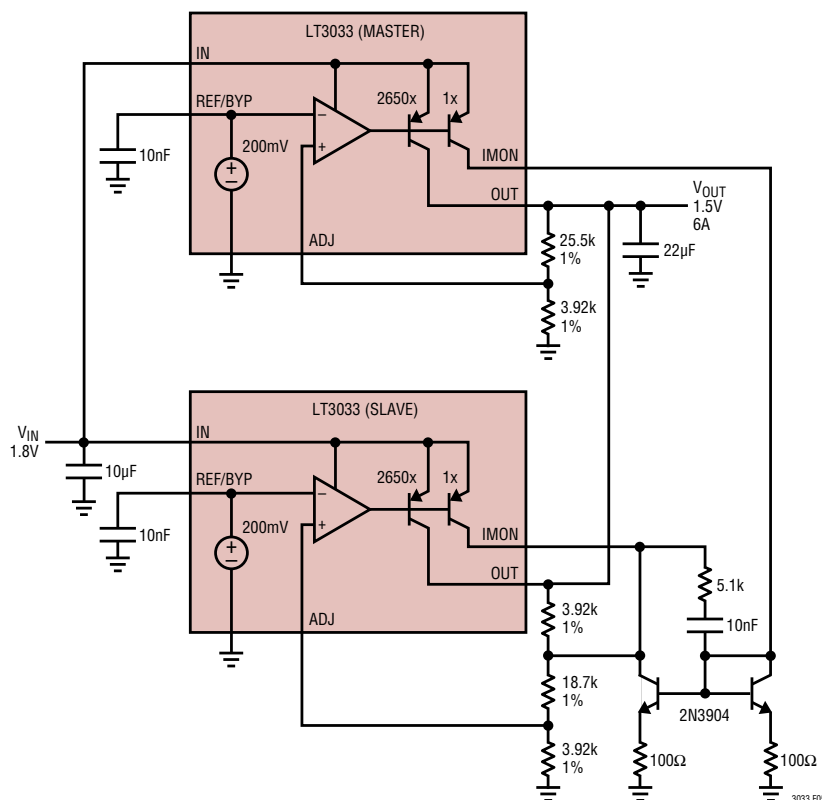 LT3033 (MASTER)
IN
REF/BYP
2650x
1x
–
200mV
+
+
–
10nF
IMON
OUT
VOUT
1.5V
6A
ADJ
25.5k
1%
22µF
3.92k
1%
LT3033 (SLAVE)
VIN
1.8V
IN
10µF
REF/BYP
2650x
1x
–
200mV
+
+
–
10nF
IMON
OUT
5.1k
ADJ
3.92k
1%
10nF
18.7k
1%
2N3904
3.92k
1%
100Ω
100Ω